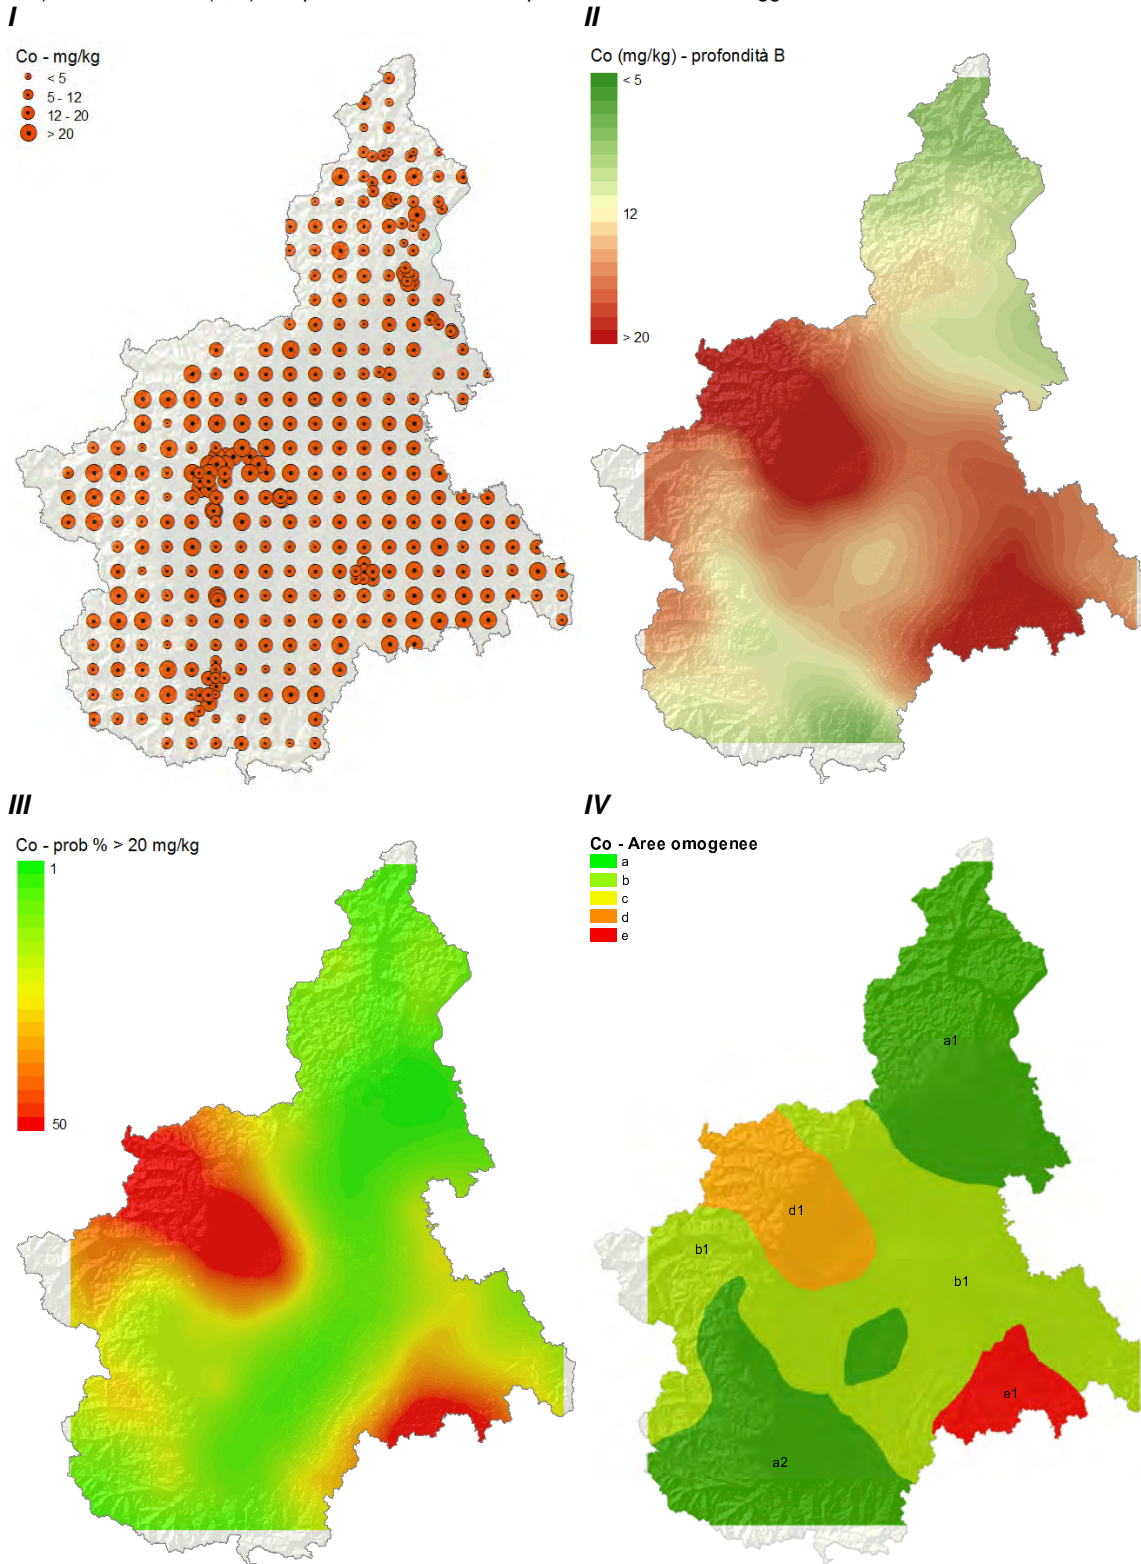 I
Co - mg/kg
< 5
5 - 12
12 - 20
> 20
II
Co (mg/kg) - profondità B
< 5
12
> 20
III
Co - prob % > 20 mg/kg
1
50
IV
Co - Aree omogenee
a
b
c
d
e
a1
d1
b1
b1
e1
a2